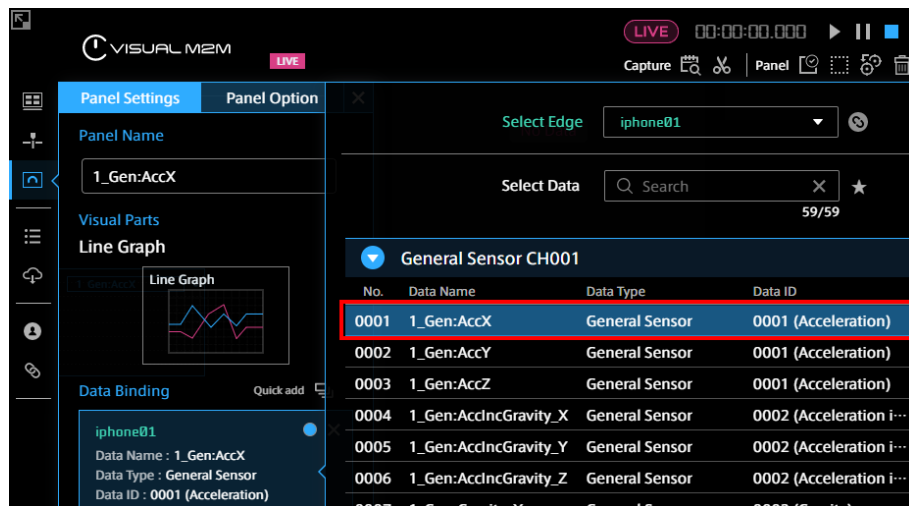 VISUAL M2M
LIVE
LIVE 00:00:00.000
Capture Panel
Panel Settings Panel Option
Panel Name
1_Gen:AccX
Visual Parts
Line Graph
Line Graph
Data Binding Quick add
iphone01
Data Name : 1_Gen:AccX
Data Type : General Sensor
Data ID : 0001 (Acceleration)
Select Edge iphone01
Select Data Search
59/59
General Sensor CH001
No. Data Name Data Type Data ID
0001 1_Gen:AccX General Sensor 0001 (Acceleration)
0002 1_Gen:AccY General Sensor 0001 (Acceleration)
0003 1_Gen:AccZ General Sensor 0001 (Acceleration)
0004 1_Gen:AccIncGravity_X General Sensor 0002 (Acceleration i···
0005 1_Gen:AccIncGravity_Y General Sensor 0002 (Acceleration i···
0006 1_Gen:AccIncGravity_Z General Sensor 0002 (Acceleration i···